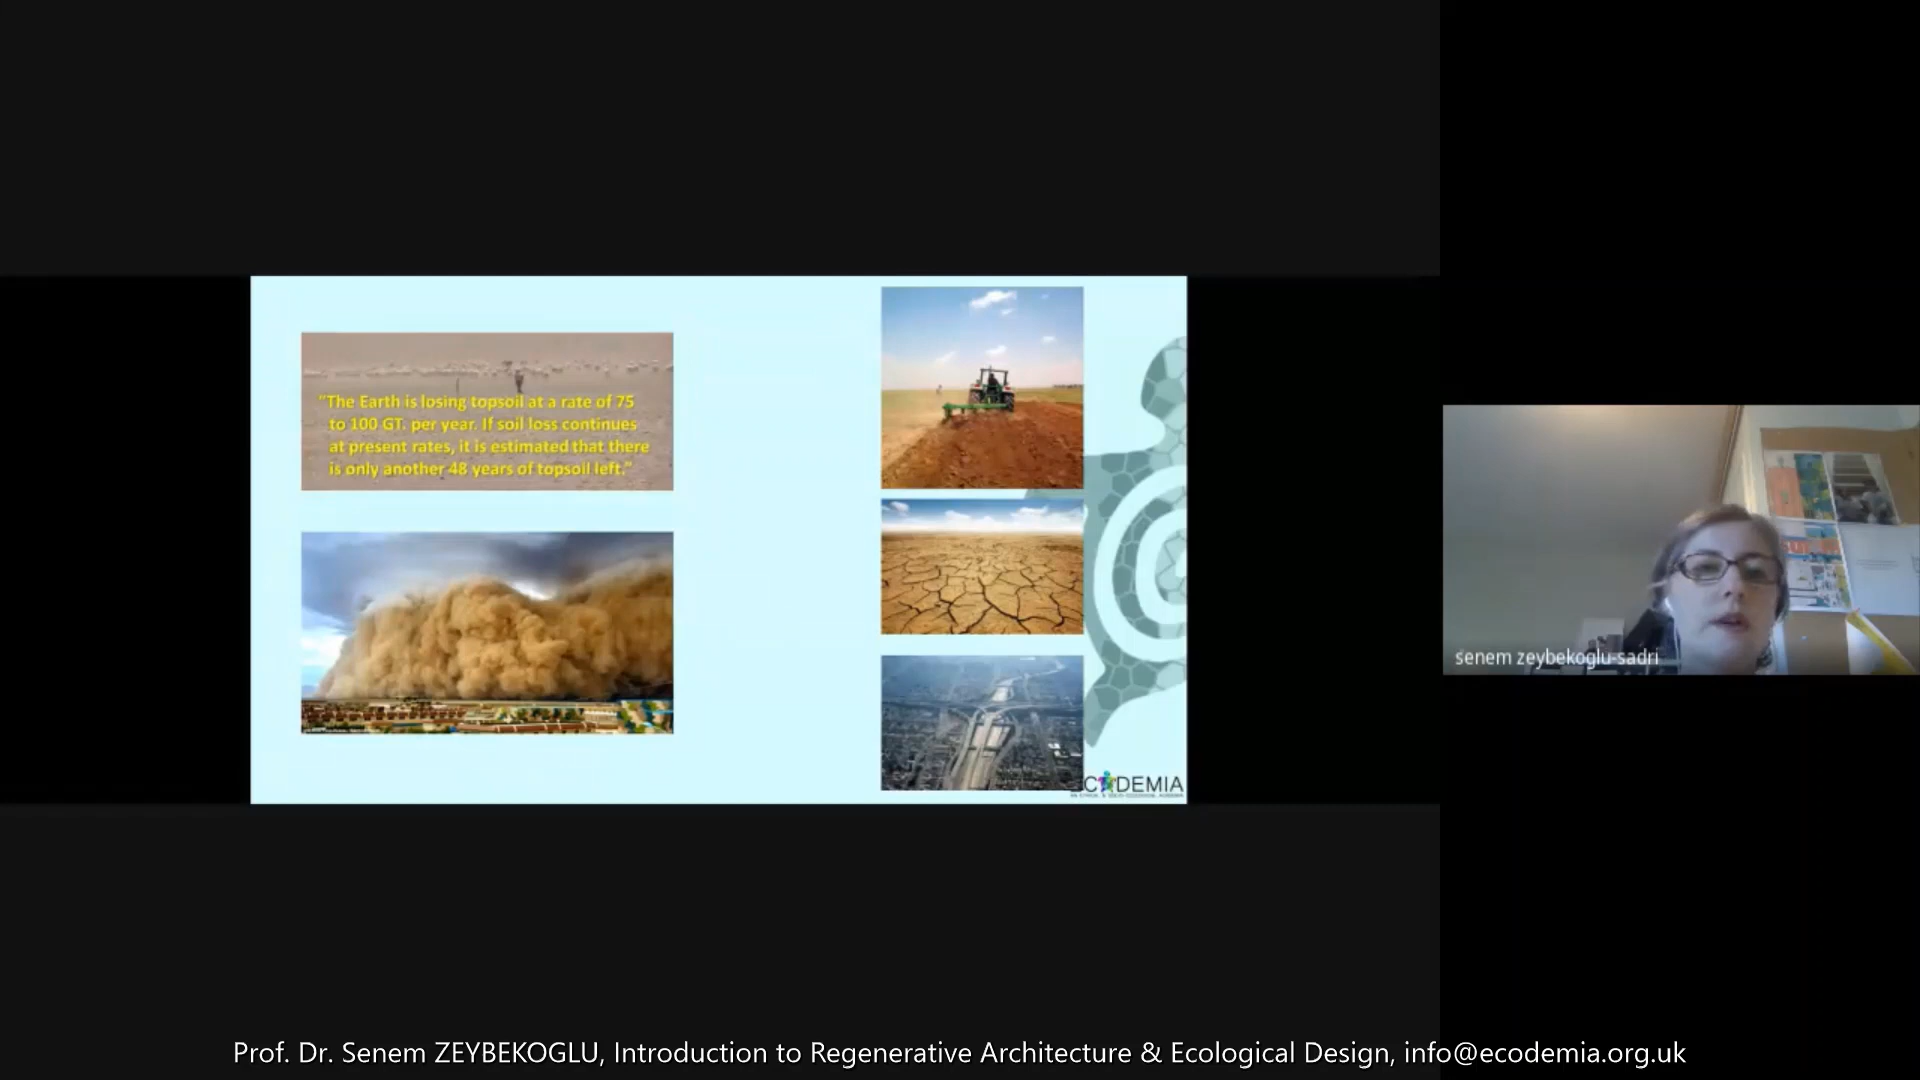 "The Earth is losing topsoil at a rate of 75
to 100 GT. per year. If soil loss continues
at present rates, it is estimated that there
is only another 48 years of topsoil left."
ECODEMIA
senem zeybekoglu-sadri
Prof. Dr. Senem ZEYBEKOGLU, Introduction to Regenerative Architecture & Ecological Design, info@ecodemia.org.uk